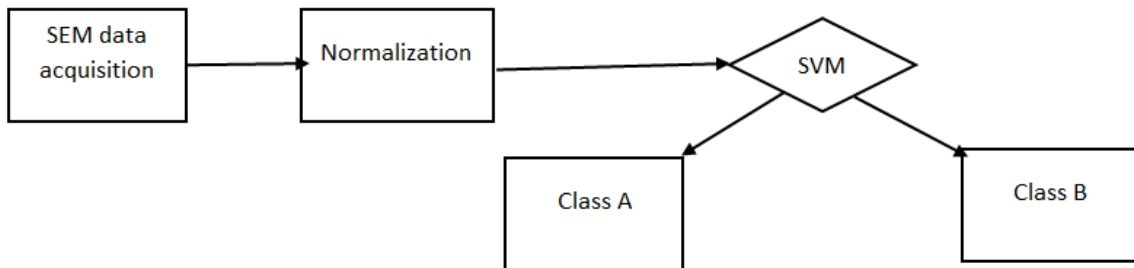 SEM data
acquisition
Normalization
SVM
Class A
Class B